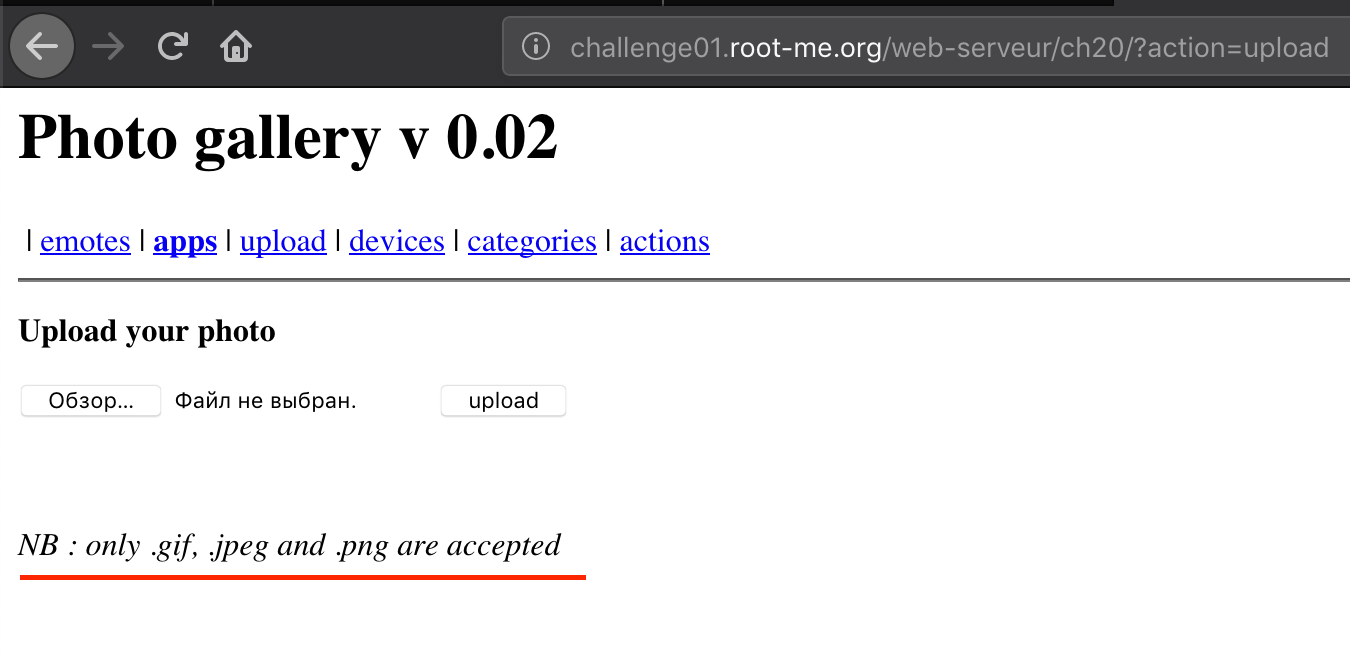 challenge01.root-me.org/web-serveur/ch20/?action=upload
Photo gallery v 0.02
| emotes | apps | upload | devices | categories | actions
Upload your photo
Обзор... Файл не выбран. upload
NB : only .gif, .jpeg and .png are accepted